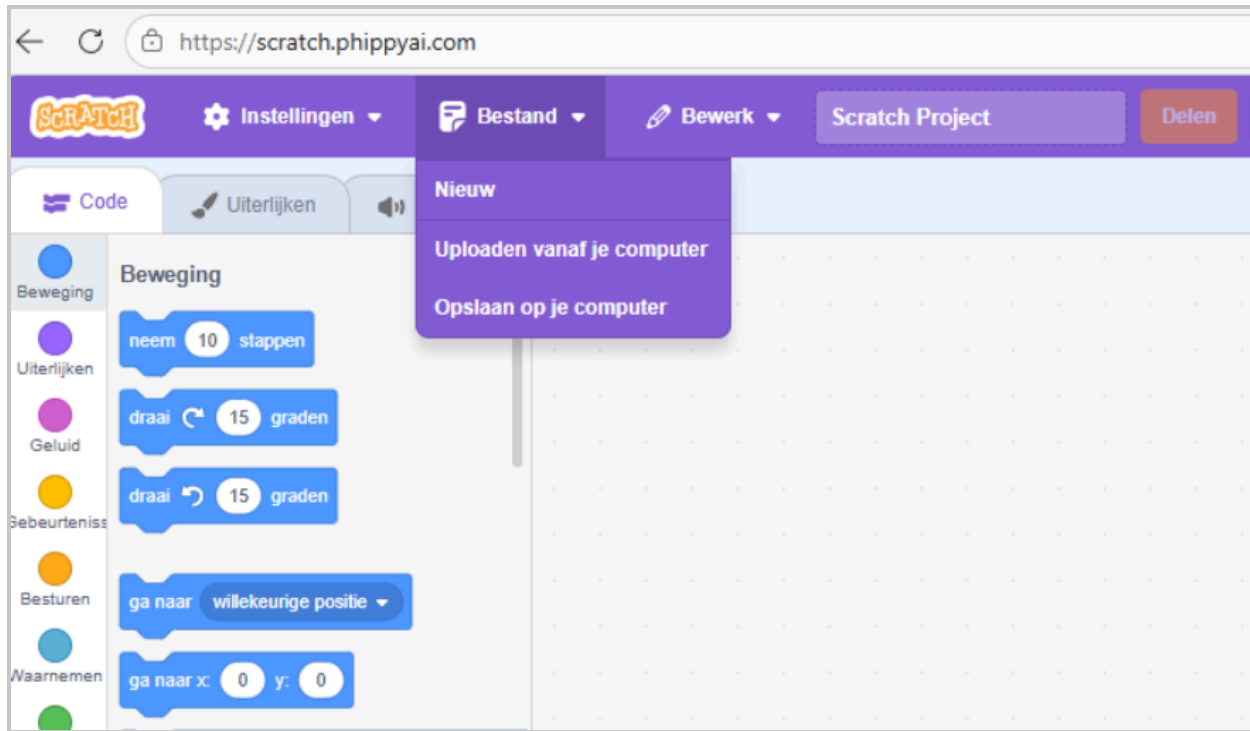 https://scratch.phippyai.com
SCRATCH Instellingen Bestand Bewerk Scratch Project Delen
Code Uiterlijken
Nieuw
Uploaden vanaf je computer
Opslaan op je computer
Beweging
Uiterlijken
Geluid
Gebeurteniss
Besturen
Waarnemen
Beweging
neem 10 stappen
draai 15 graden
draai 15 graden
ga naar willekeurige positie
ga naar x: 0 y: 0